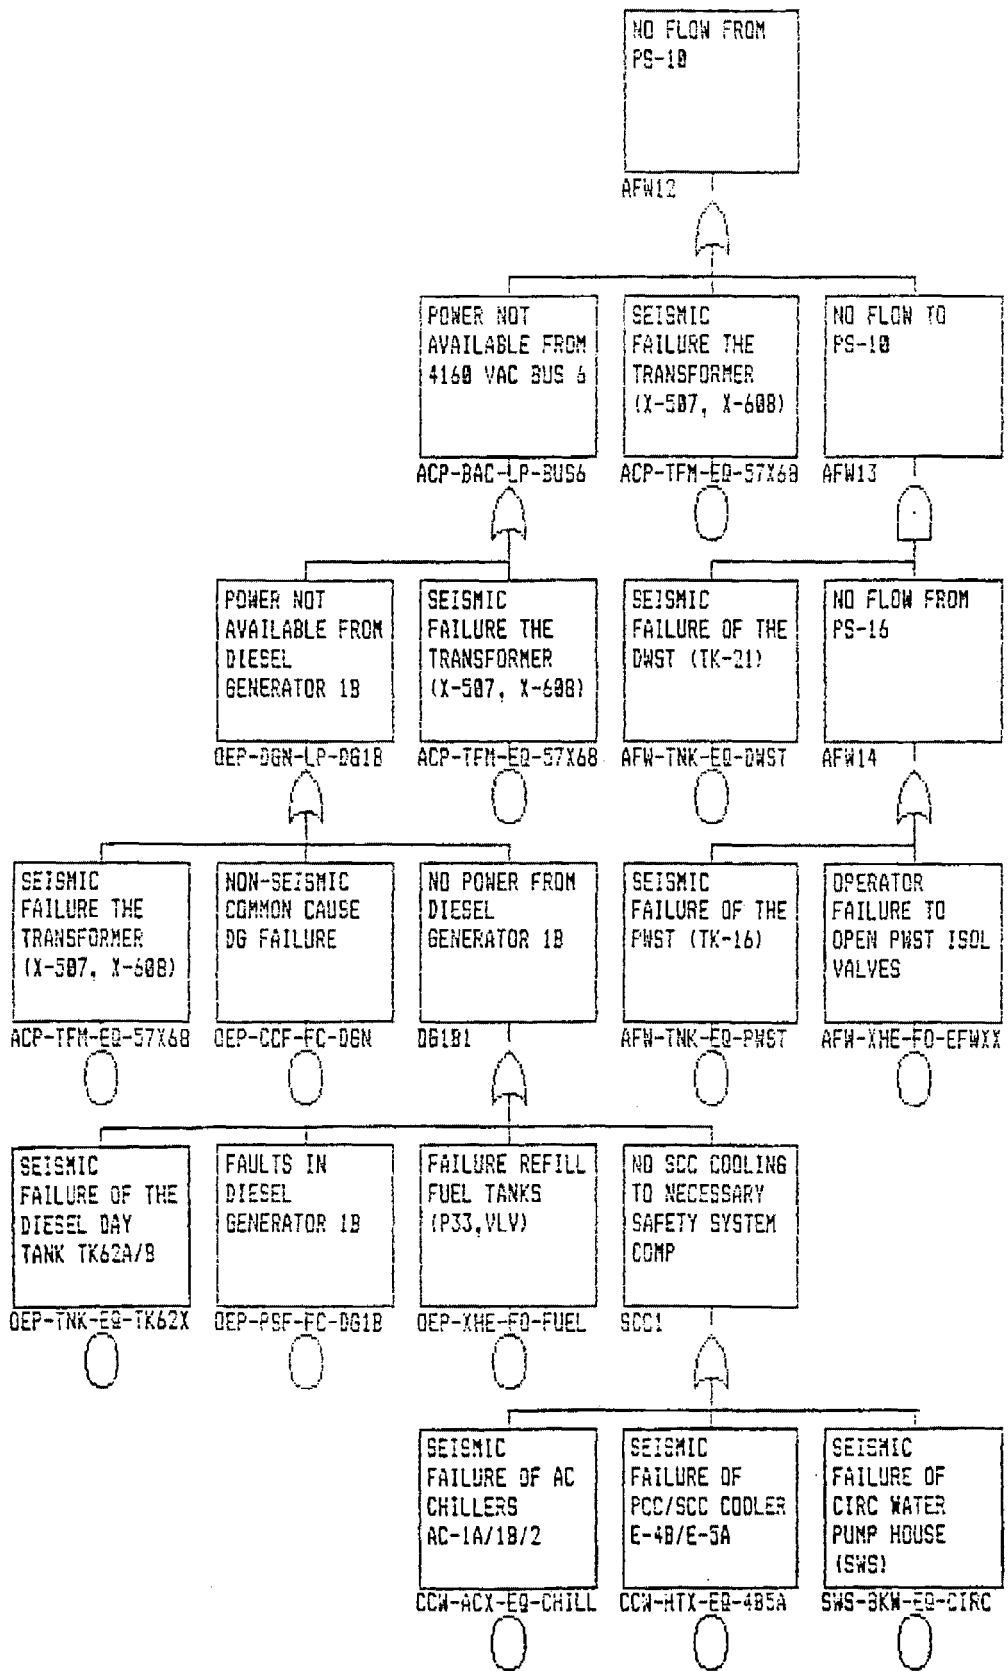 NO FLOW FROM
PS-10
AFW12
POWER NOT
AVAILABLE FROM
4160 VAC BUS 6
ACP-BAC-LP-BUS6
SEISMIC
FAILURE THE
TRANSFORMER
(X-507, X-608)
ACP-TFM-EQ-57X68
NO FLOW TO
PS-10
AFW13
POWER NOT
AVAILABLE FROM
DIESEL
GENERATOR 1B
OEP-DGN-LP-DG1B
SEISMIC
FAILURE THE
TRANSFORMER
(X-507, X-608)
ACP-TFM-EQ-57X68
SEISMIC
FAILURE OF THE
DWST (TK-21)
AFW-TNK-EQ-DWST
NO FLOW FROM
PS-16
AFW14
SEISMIC
FAILURE THE
TRANSFORMER
(X-507, X-608)
ACP-TFM-EQ-57X68
NON-SEISMIC
COMMON CAUSE
DG FAILURE
OEP-CCF-FC-DGN
NO POWER FROM
DIESEL
GENERATOR 1B
DG1B1
SEISMIC
FAILURE OF THE
PWST (TK-16)
AFW-TNK-EQ-PWST
OPERATOR
FAILURE TO
OPEN PWST ISOL
VALVES
AFW-XHE-FO-EFWXX
SEISMIC
FAILURE OF THE
DIESEL DAY
TANK TK62A/B
OEP-TNK-EQ-TK62X
FAULTS IN
DIESEL
GENERATOR 1B
OEP-PSF-FC-DG1B
FAILURE REFILL
FUEL TANKS
(P33,VLV)
OEP-XHE-FO-FUEL
NO SCC COOLING
TO NECESSARY
SAFETY SYSTEM
COMP
SCC1
SEISMIC
FAILURE OF AC
CHILLERS
AC-1A/1B/2
CCW-ACX-EQ-CHILL
SEISMIC
FAILURE OF
PCC/SCC COOLER
E-4B/E-5A
CCW-HTX-EQ-4B5A
SEISMIC
FAILURE OF
CIRC WATER
PUMP HOUSE
(SWS)
SWS-BKW-EQ-CIRC